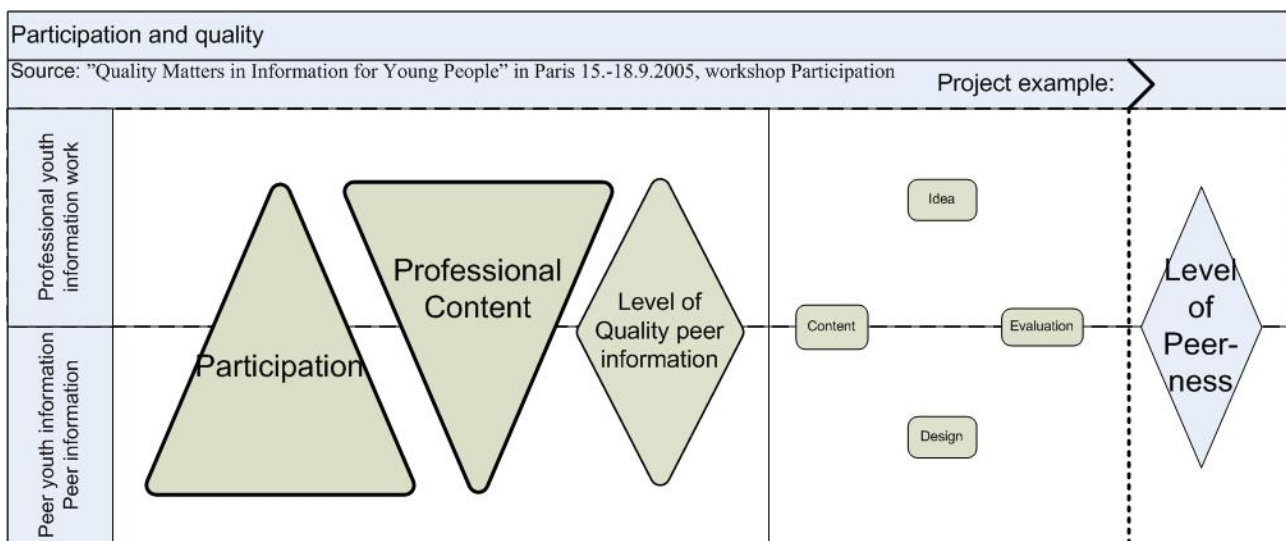 Participation and quality
Source: ”Quality Matters in Information for Young People” in Paris 15.-18.9.2005, workshop Participation
Project example:
Professional youth
information work
Peer youth information
Peer information
Participation
Professional
Content
Level of
Quality peer
information
Idea
Content
Evaluation
Design
Level
of
Peer-
ness